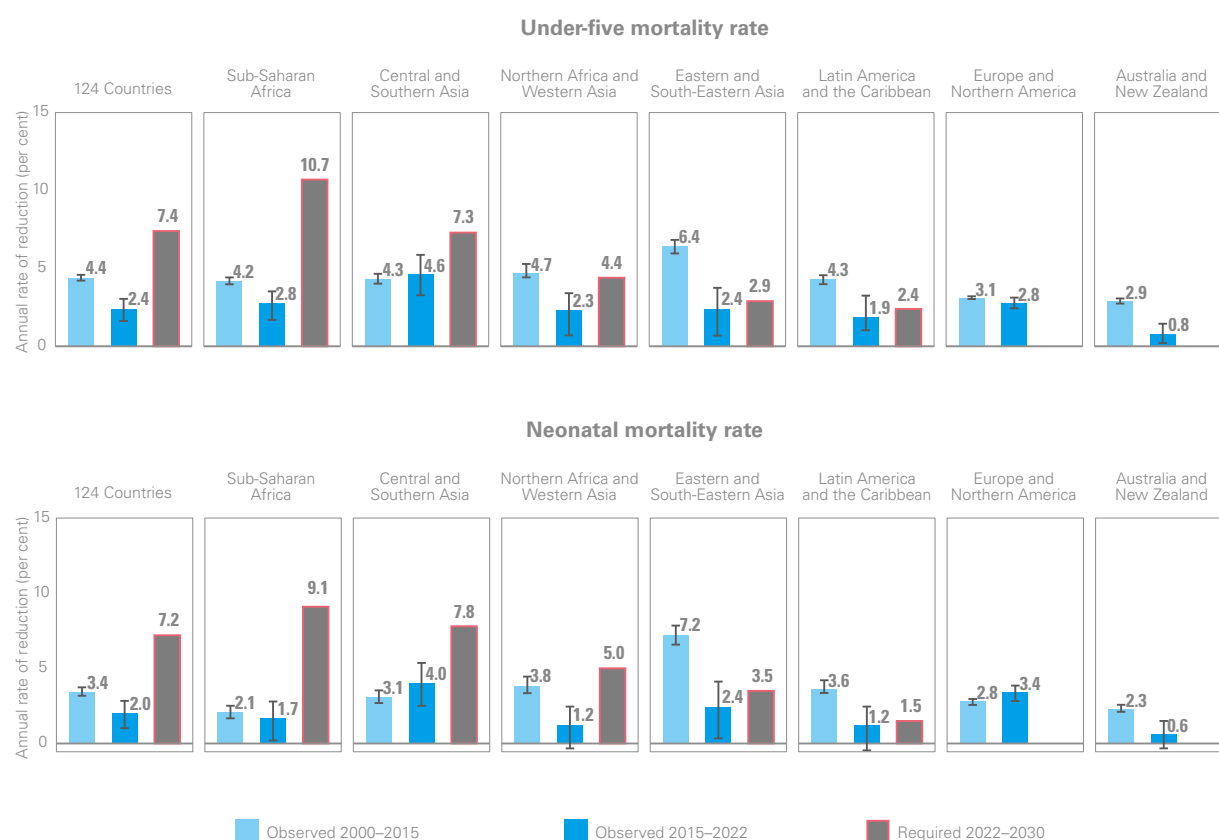 Under-five mortality rate
124 Countries
Sub-Saharan
Africa
Central and
Southern Asia
Northern Africa and
Western Asia
Eastern and
South-Eastern Asia
Latin America
and the Caribbean
Europe and
Northern America
Australia and
New Zealand
Annual rate of reduction (per cent)
15
10
5
0
4.4
2.4
7.4
4.2
2.8
10.7
4.3
4.6
7.3
4.7
2.3
4.4
6.4
2.4
2.9
4.3
1.9
2.4
3.1
2.8
2.9
0.8
Neonatal mortality rate
124 Countries
Sub-Saharan
Africa
Central and
Southern Asia
Northern Africa and
Western Asia
Eastern and
South-Eastern Asia
Latin America
and the Caribbean
Europe and
Northern America
Australia and
New Zealand
Annual rate of reduction (per cent)
15
10
5
0
3.4
2.0
7.2
2.1
1.7
9.1
3.1
4.0
7.8
3.8
1.2
5.0
7.2
2.4
3.5
3.6
1.2
1.5
2.8
3.4
2.3
0.6
Observed 2000–2015
Observed 2015–2022
Required 2022–2030